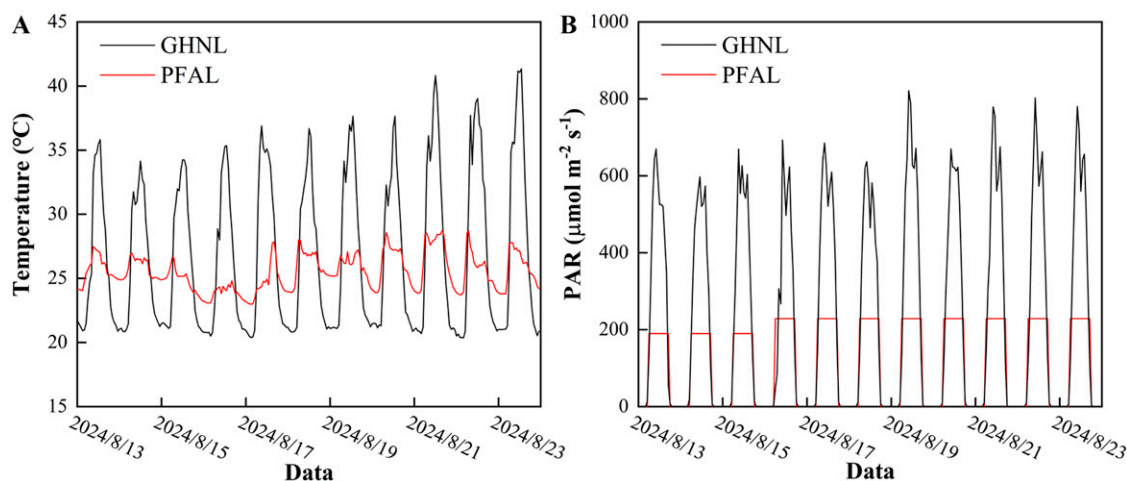 A
GHNL
PFAL
Temperature (℃)
45
40
35
30
25
20
15
2024/8/13
2024/8/15
2024/8/17
2024/8/19
2024/8/21
2024/8/23
Data
B
GHNL
PFAL
PAR (μmol m⁻² s⁻¹)
1000
800
600
400
200
0
2024/8/13
2024/8/15
2024/8/17
2024/8/19
2024/8/21
2024/8/23
Data